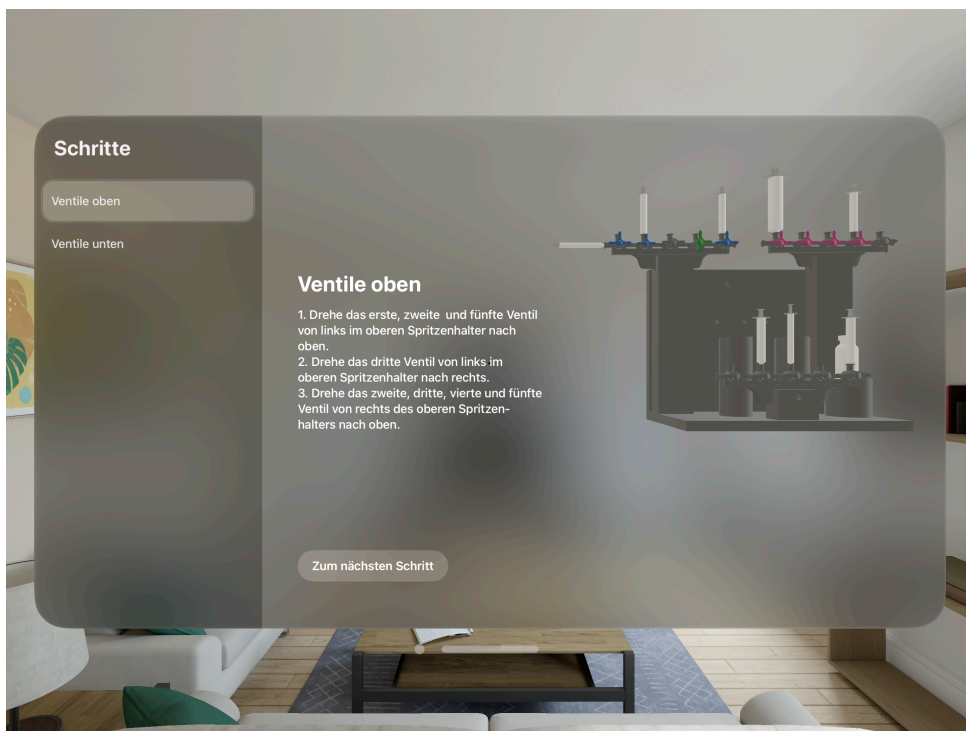 Schritte
Ventile oben
Ventile unten
Ventile oben
1. Drehe das erste, zweite und fünfte Ventil
von links im oberen Spritzenhalter nach
oben.
2. Drehe das dritte Ventil von links im
oberen Spritzenhalter nach rechts.
3. Drehe das zweite, dritte, vierte und fünfte
Ventil von rechts des oberen Spritzen-
halters nach oben.
Zum nächsten Schritt